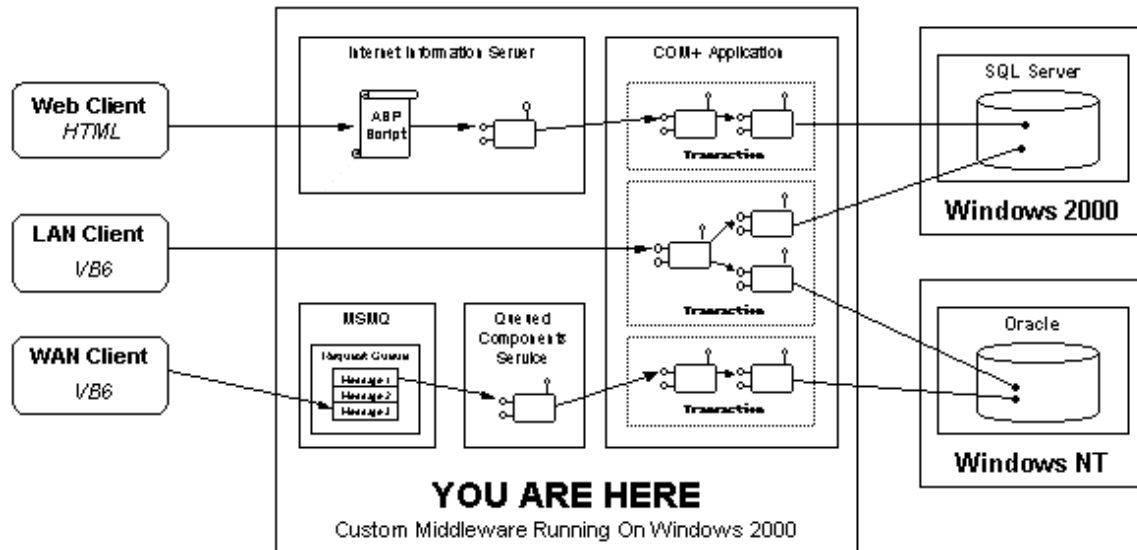 Web Client
HTML
LAN Client
VB6
WAN Client
VB6
Internet Information Server
ASP
Script
MSMQ
Request Queue
Message 1
Message 2
Message 3
Queued
Components
Service
COM+ Application
Transaction
Transaction
Transaction
SQL Server
Windows 2000
Oracle
Windows NT
YOU ARE HERE
Custom Middleware Running On Windows 2000